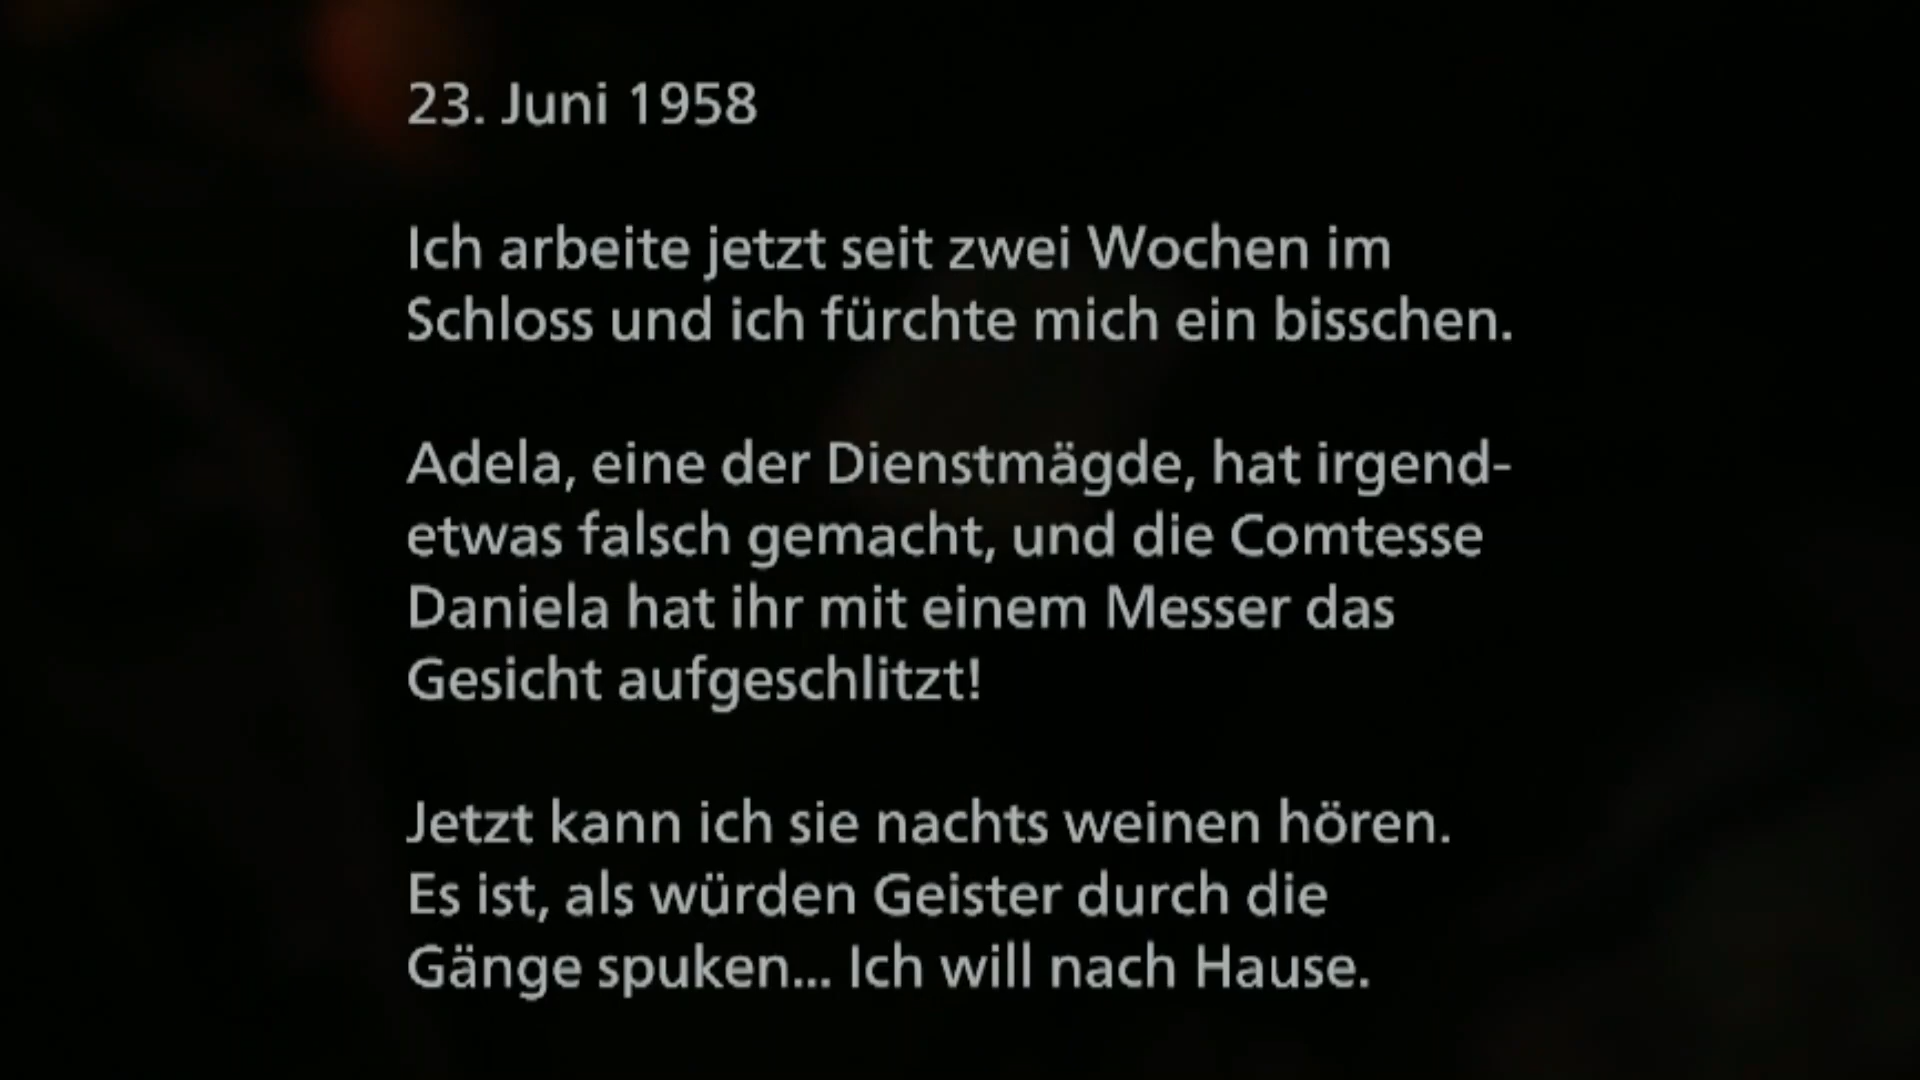 23. Juni 1958
Ich arbeite jetzt seit zwei Wochen im
Schloss und ich fürchte mich ein bisschen.
Adela, eine der Dienstmägde, hat irgend-
etwas falsch gemacht, und die Comtesse
Daniela hat ihr mit einem Messer das
Gesicht aufgeschlitzt!
Jetzt kann ich sie nachts weinen hören.
Es ist, als würden Geister durch die
Gänge spuken... Ich will nach Hause.